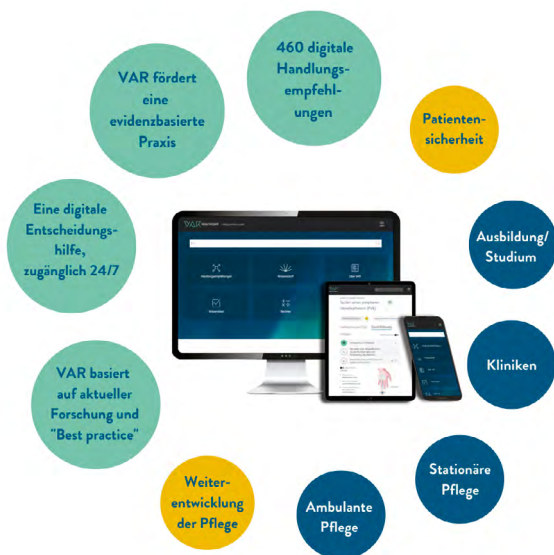 460 digitale
Handlungs-
empfehl-
ungen
VAR fördert
eine
evidenzbasierte
Praxis
Patienten-
sicherheit
Eine digitale
Entscheidungs-
hilfe,
zugänglich 24/7
Ausbildung/
Studium
VAR
Kliniken
VAR basiert
auf aktueller
Forschung und
"Best practice"
Stationäre
Pflege
Weiter-
entwicklung
der Pflege
Ambulante
Pflege